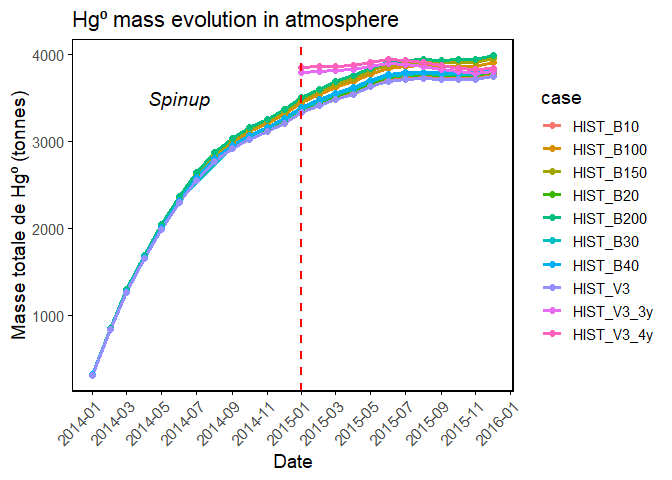 Hgº mass evolution in atmosphere
Masse totale de Hgº (tonnes)
4000
3000
2000
1000
Spinup
2014-01
2014-03
2014-05
2014-07
2014-09
2014-11
2015-01
2015-03
2015-05
2015-07
2015-09
2015-11
2016-01
Date
case
HIST_B10
HIST_B100
HIST_B150
HIST_B20
HIST_B200
HIST_B30
HIST_B40
HIST_V3
HIST_V3_3y
HIST_V3_4y